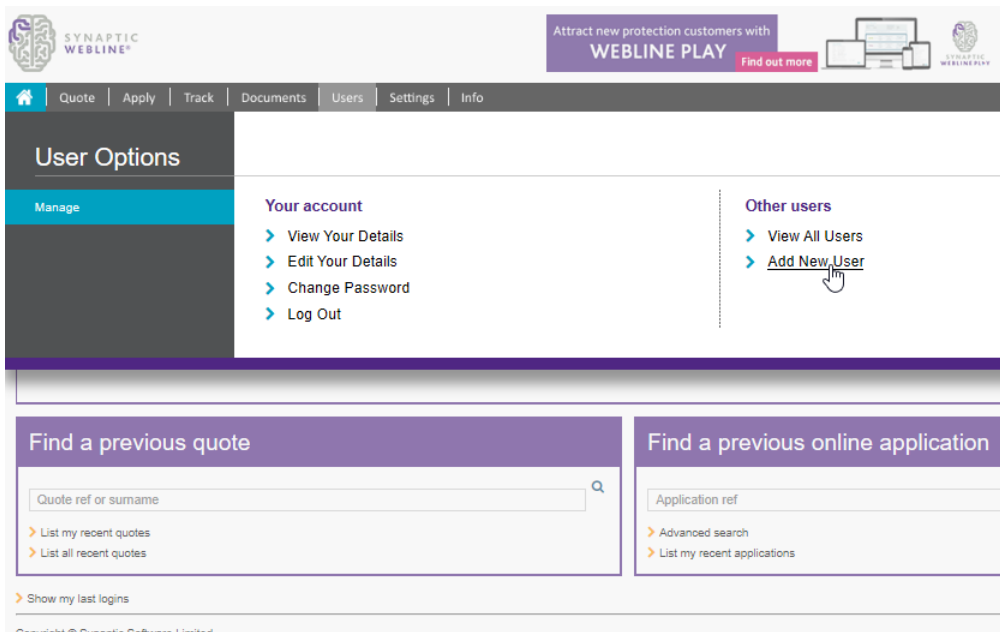 SYNAPTIC
WEBLINE®
Attract new protection customers with
WEBLINE PLAY
Find out more
SYNAPTIC
WEBLINE PLAY
Quote
Apply
Track
Documents
Users
Settings
Info
User Options
Manage
Your account
View Your Details
Edit Your Details
Change Password
Log Out
Other users
View All Users
Add New User
Find a previous quote
Quote ref or surname
List my recent quotes
List all recent quotes
Find a previous online application
Application ref
Advanced search
List my recent applications
Show my last logins
Copyright © Synaptic Software Limited